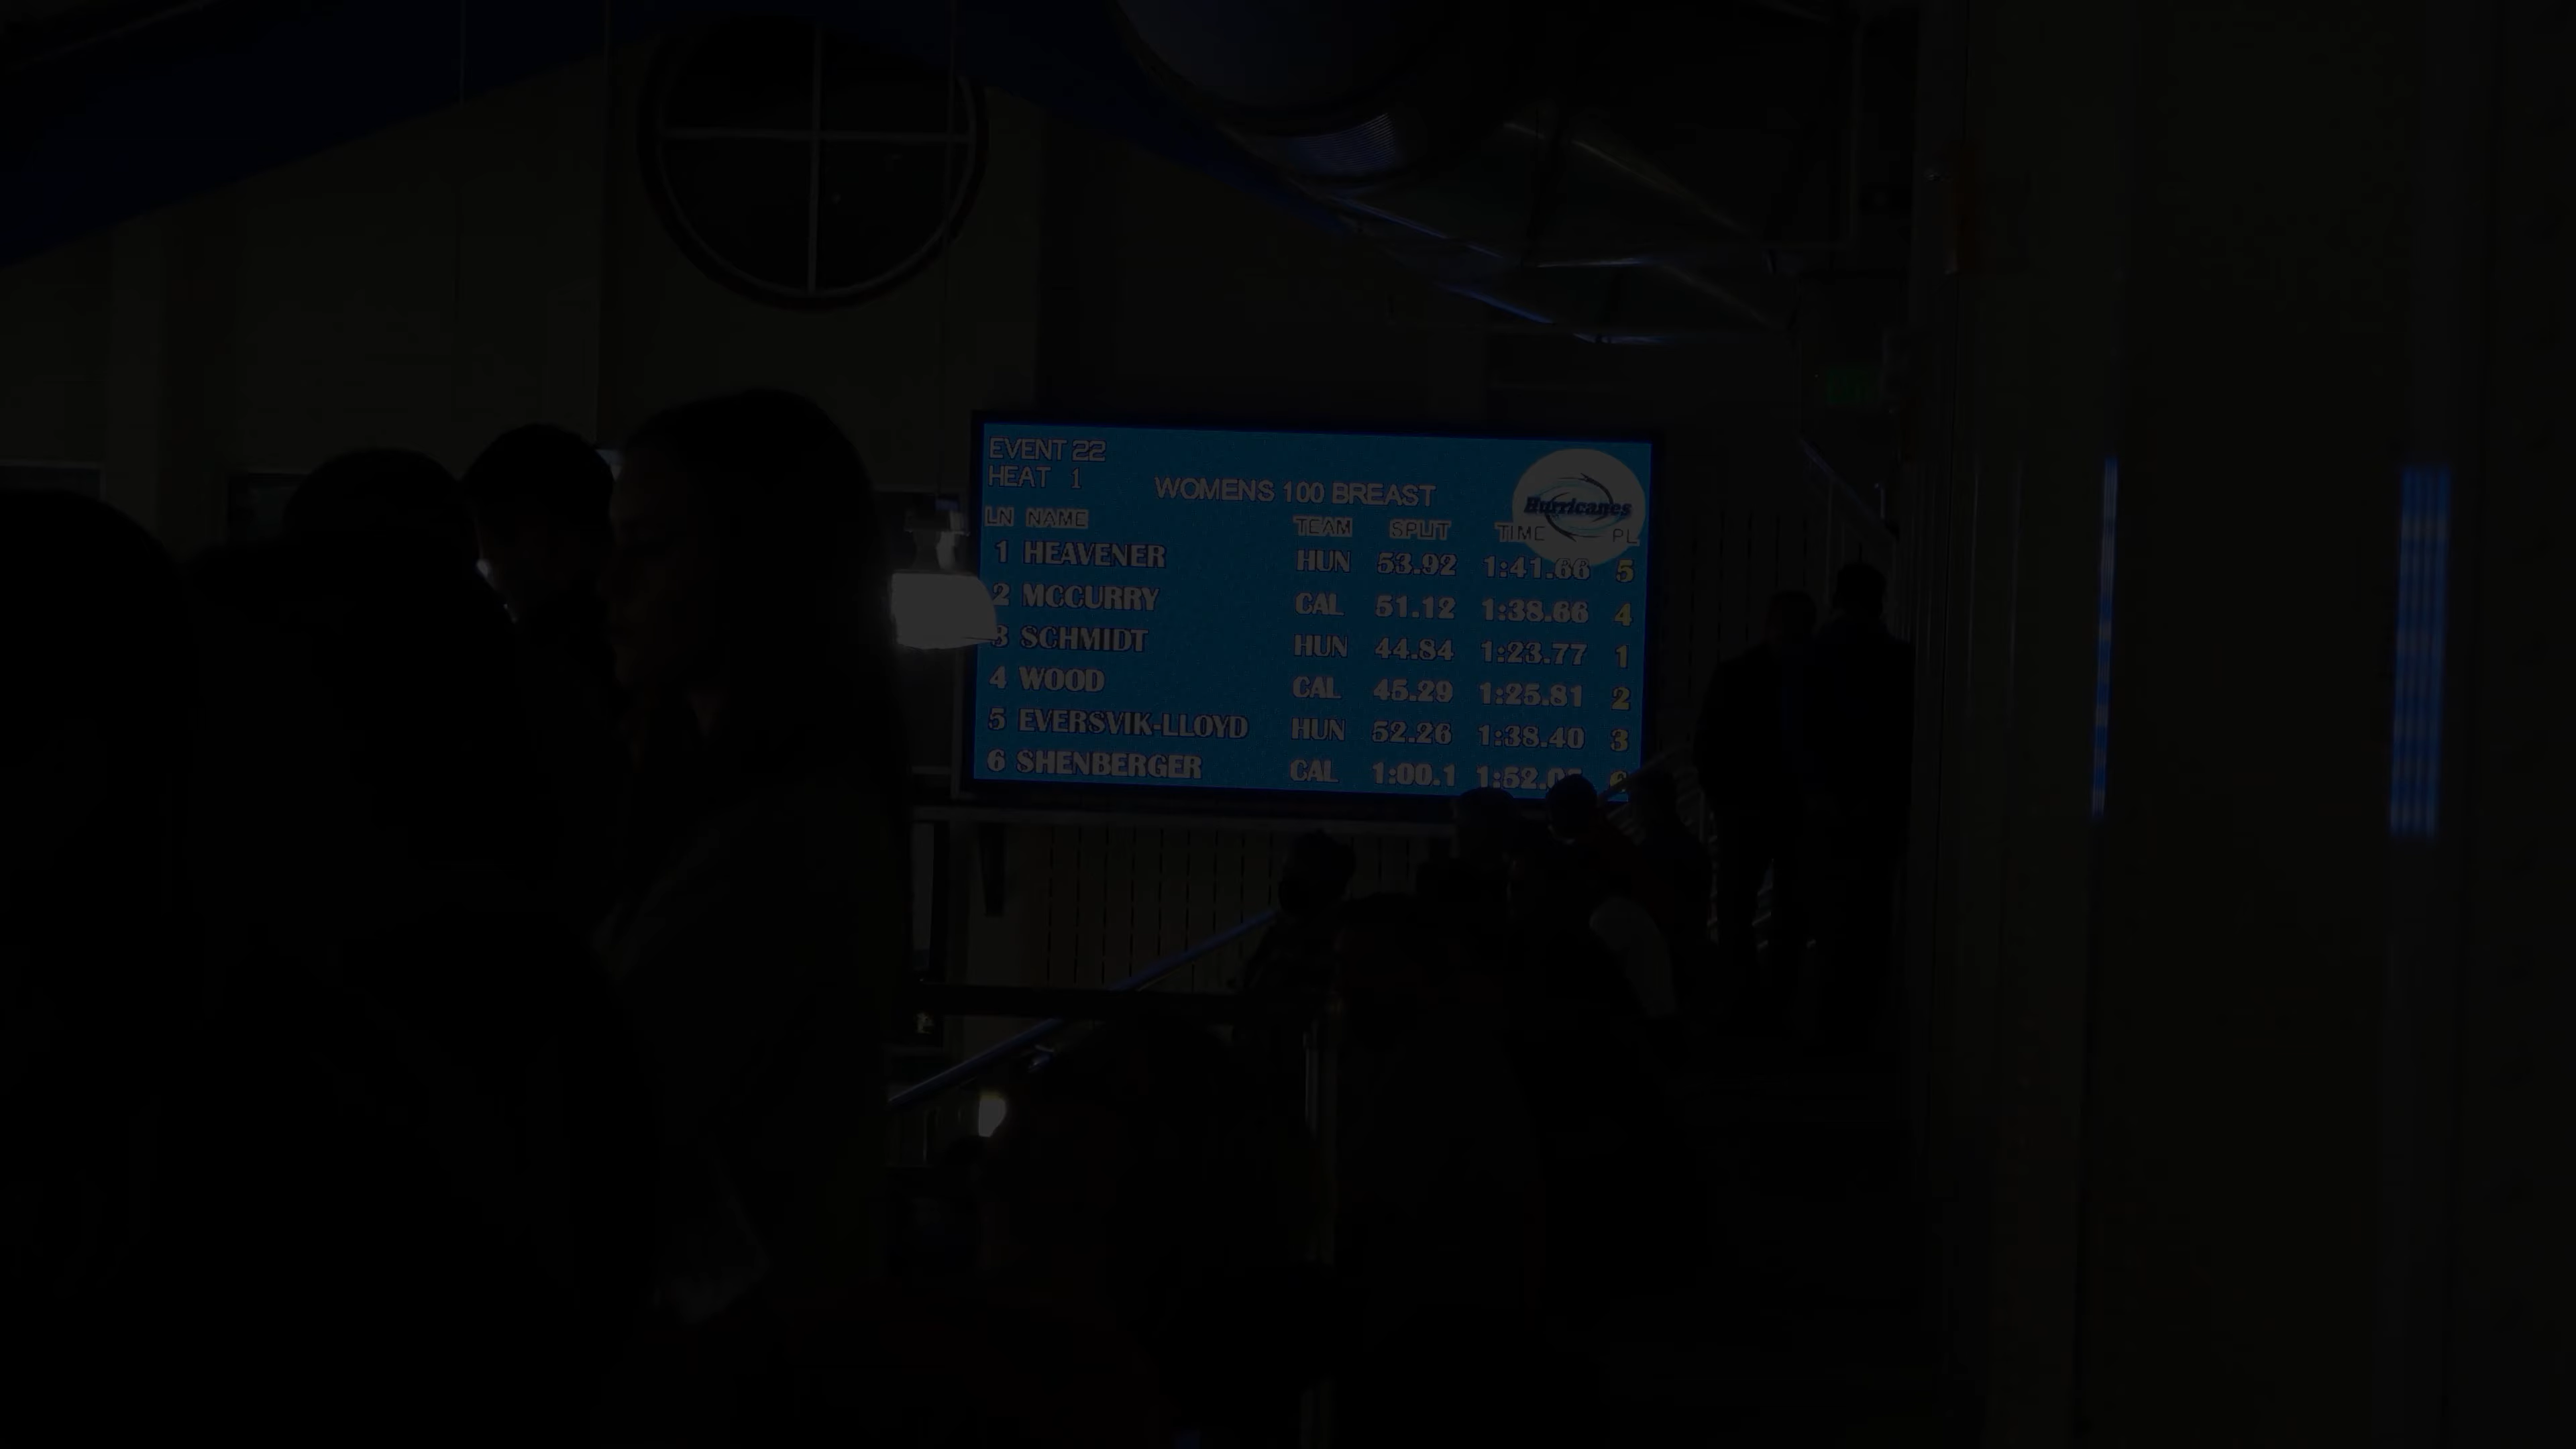 EVENT 22
HEAT 1
WOMENS 100 BREAST
Hurricanes
LN NAME TEAM SPLIT TIME PL
1 HEAVENER HUN 53.92 1:41.66 5
2 MCCURRY CAL 51.12 1:38.66 4
3 SCHMIDT HUN 44.84 1:23.77 1
4 WOOD CAL 45.29 1:25.81 2
5 EVERSVIK-LLOYD HUN 52.26 1:38.40 3
6 SHENBERGER CAL 1:00.1